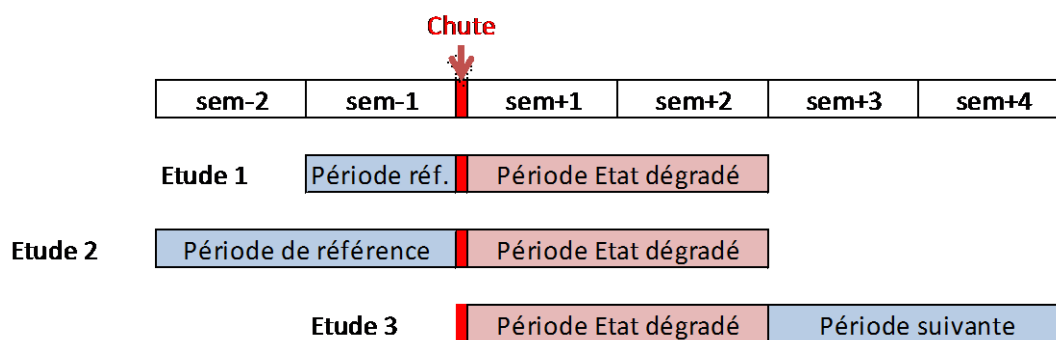 Chute
sem-2 sem-1 sem+1 sem+2 sem+3 sem+4
Etude 1 Période réf. Période Etat dégradé
Etude 2 Période de référence Période Etat dégradé
Etude 3 Période Etat dégradé Période suivante